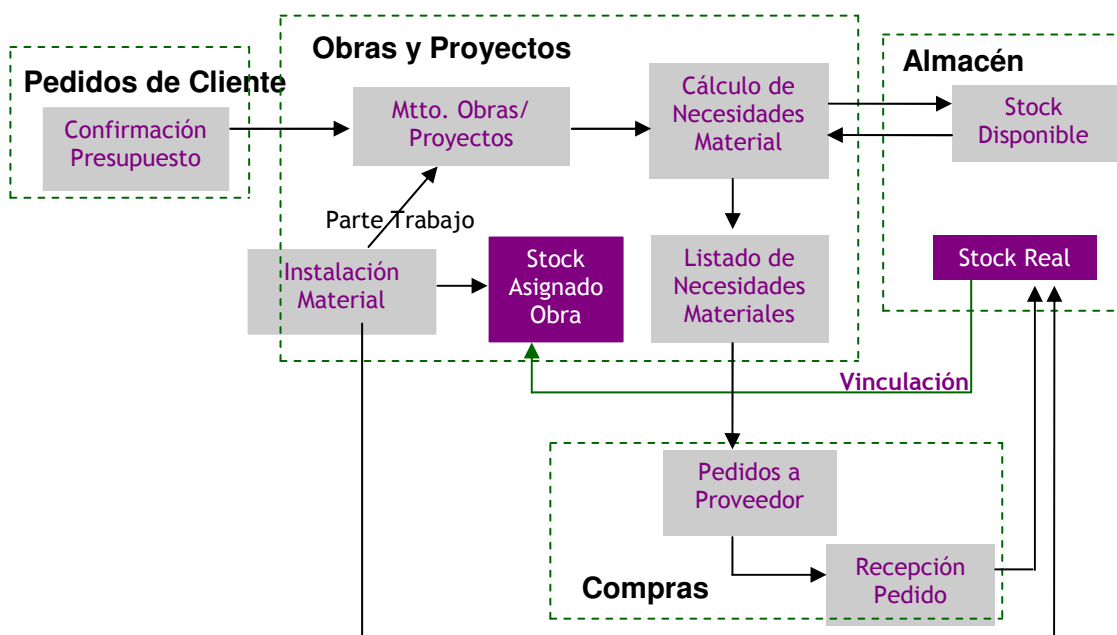 Pedidos de Cliente
Confirmación
Presupuesto
Obras y Proyectos
Mtto. Obras/
Proyectos
Cálculo de
Necesidades
Material
Almacén
Stock
Disponible
Parte Trabajo
Instalación
Material
Stock
Asignado
Obra
Listado de
Necesidades
Materiales
Stock Real
Vinculación
Pedidos a
Proveedor
Compras
Recepción
Pedido